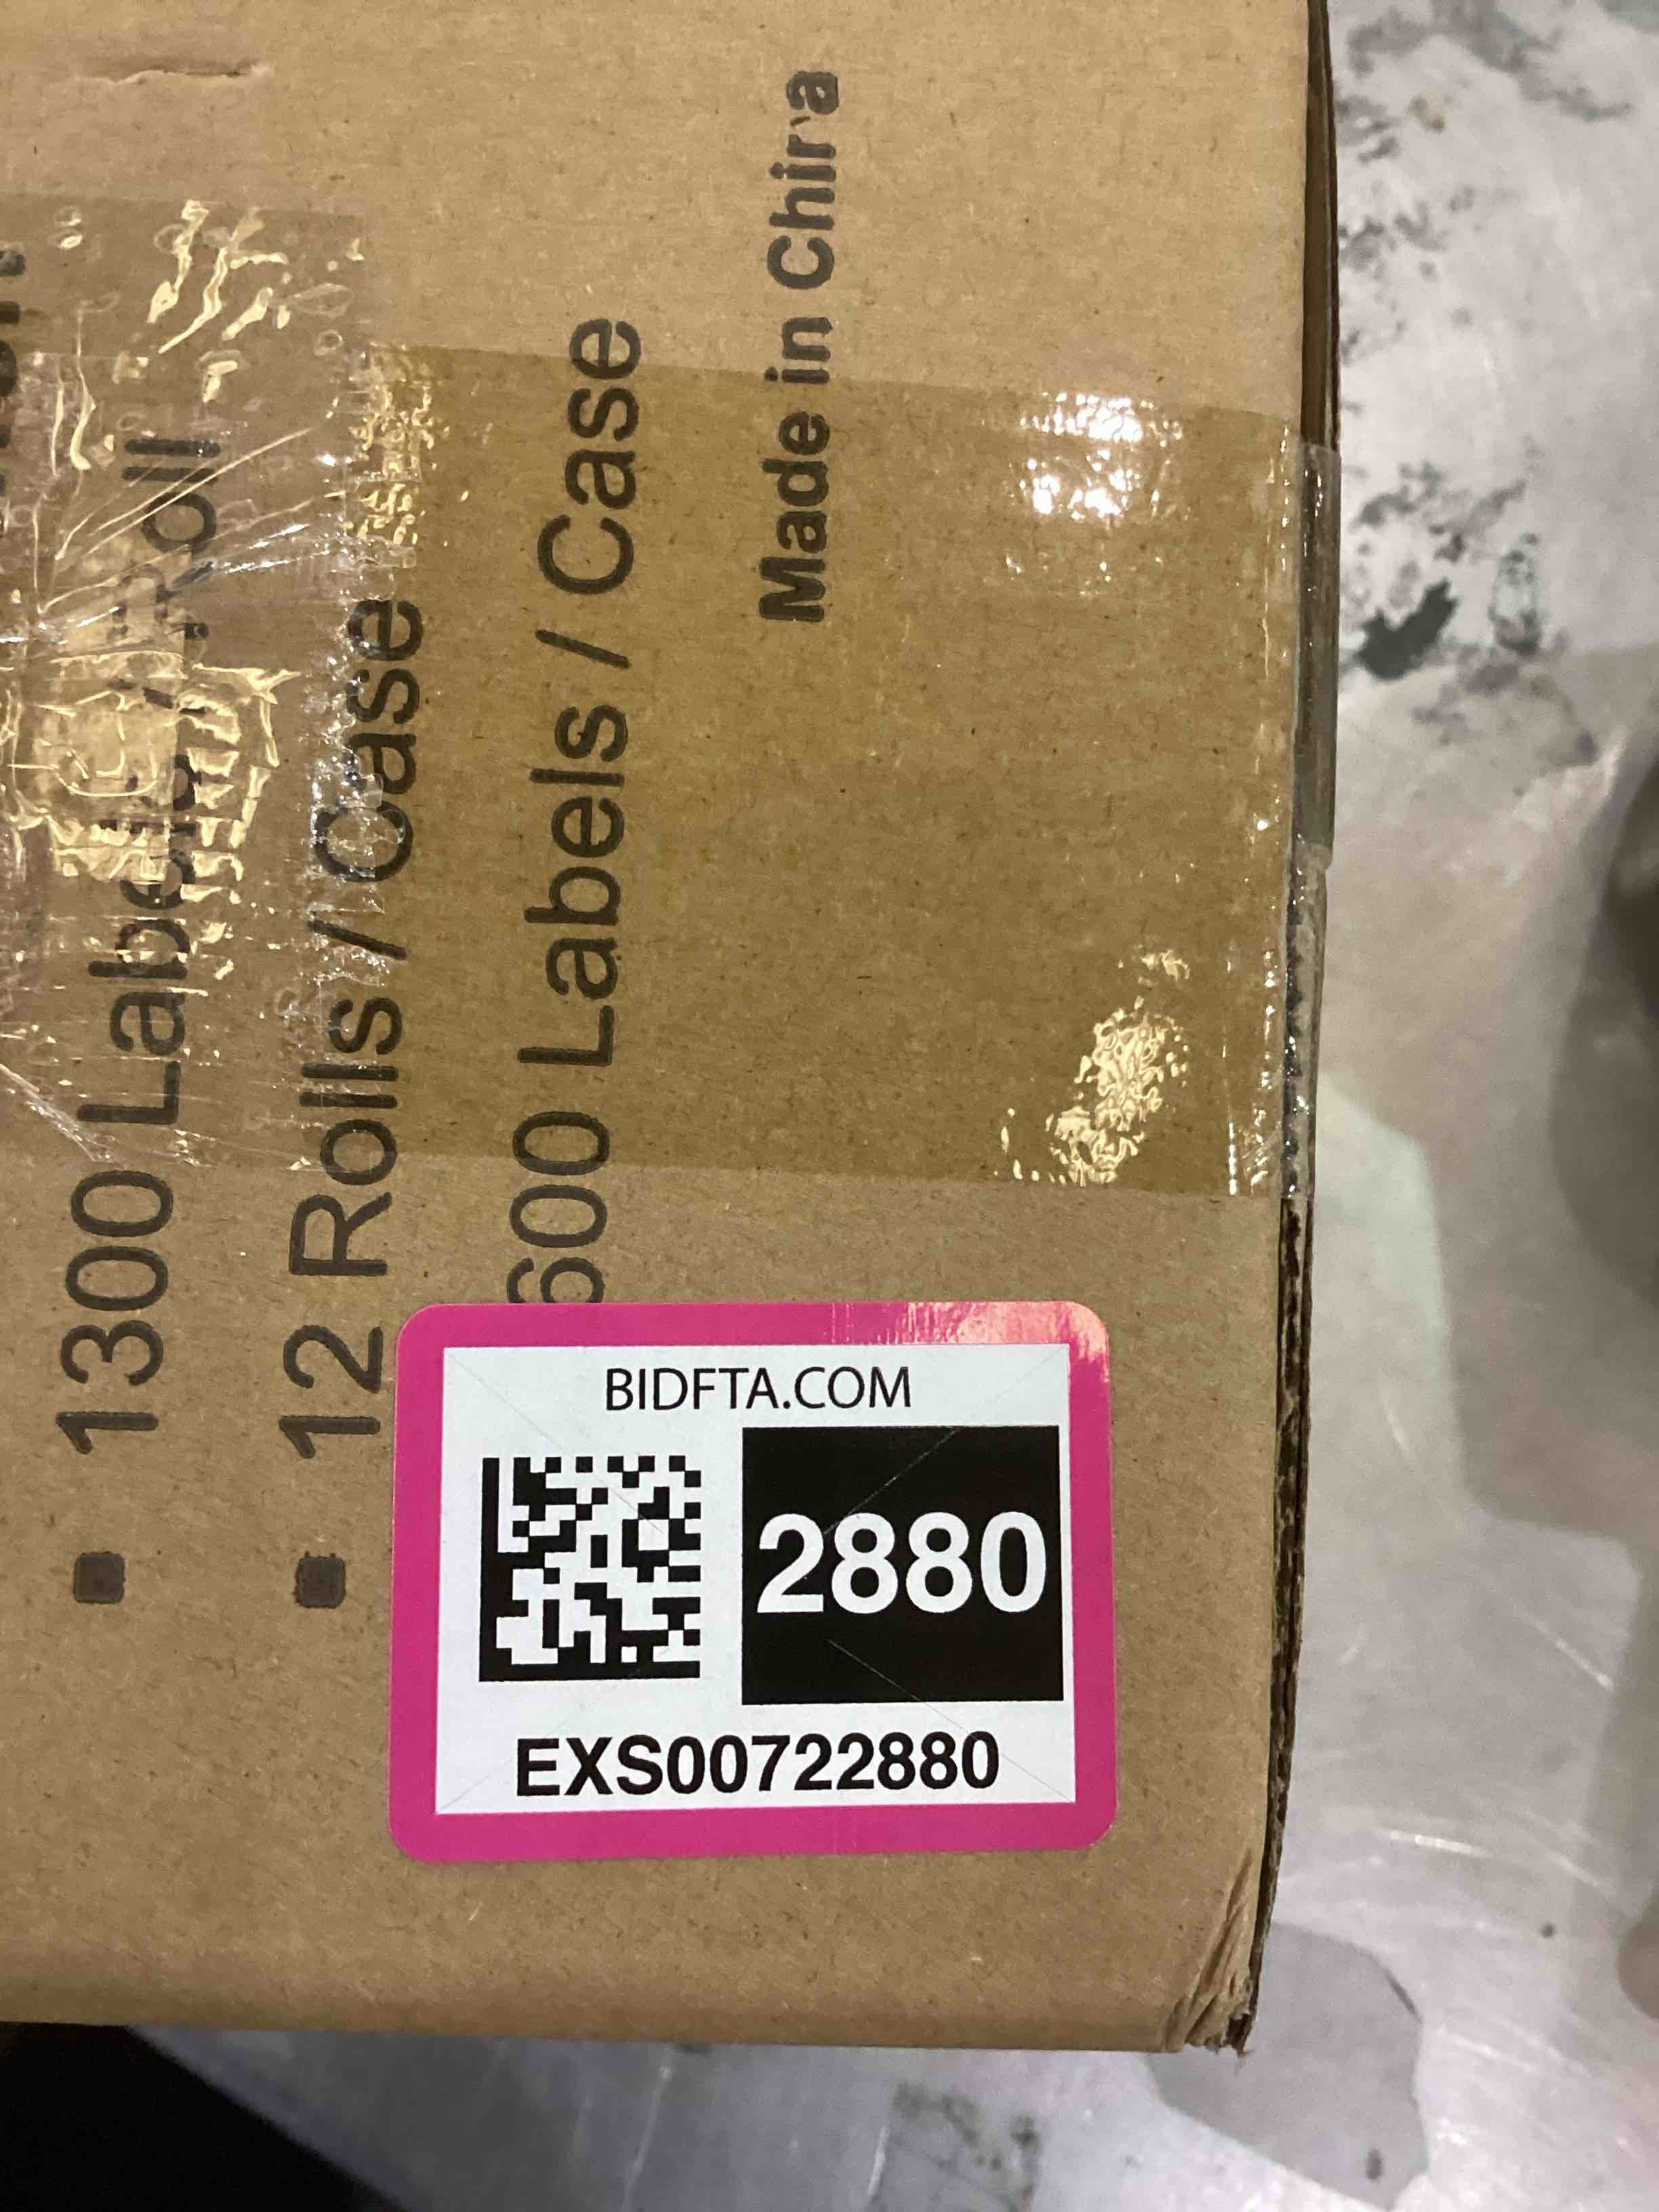 1300 Labels / Roll
12 Rolls / Case
600 Labels / Case
Made in China
BIDFTA.COM
2880
EXS00722880